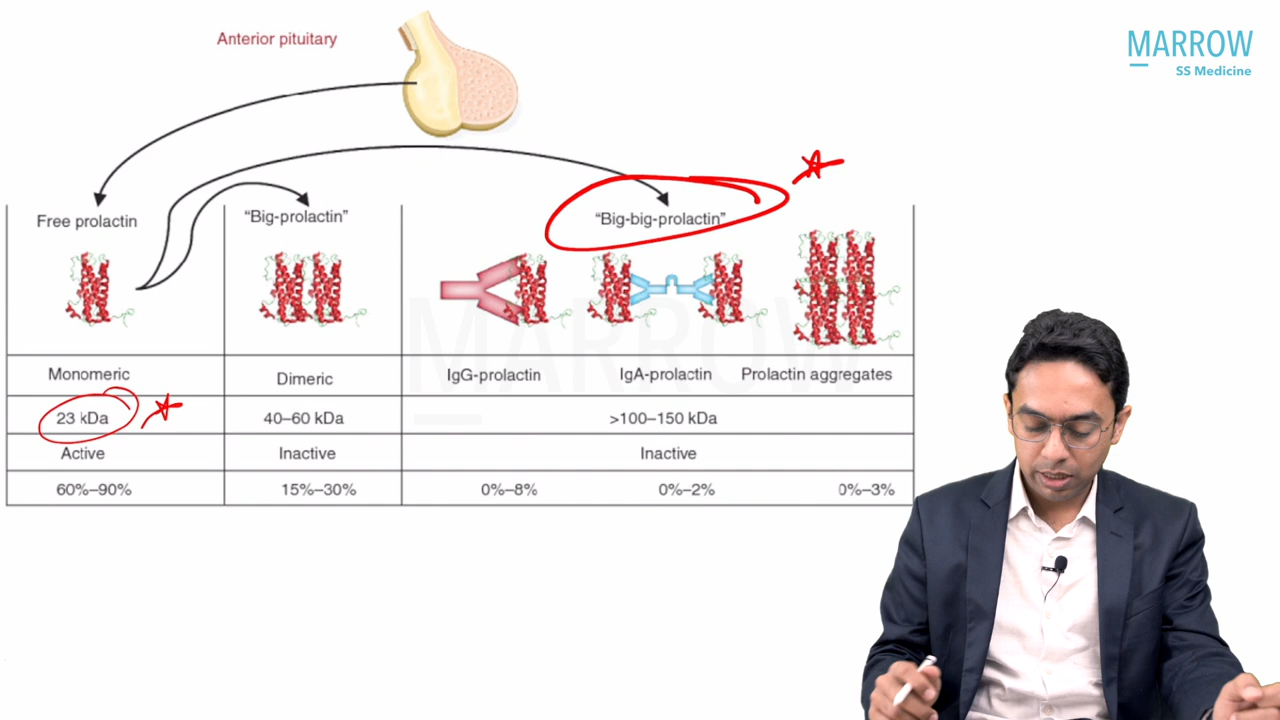 Anterior pituitary
MARROW
SS Medicine
Free prolactin
“Big-prolactin”
“Big-big-prolactin”
MARROW
Monomeric
Dimeric
IgG-prolactin
IgA-prolactin
Prolactin aggregates
23 kDa
40–60 kDa
>100–150 kDa
Active
Inactive
Inactive
60%–90%
15%–30%
0%–8%
0%–2%
0%–3%